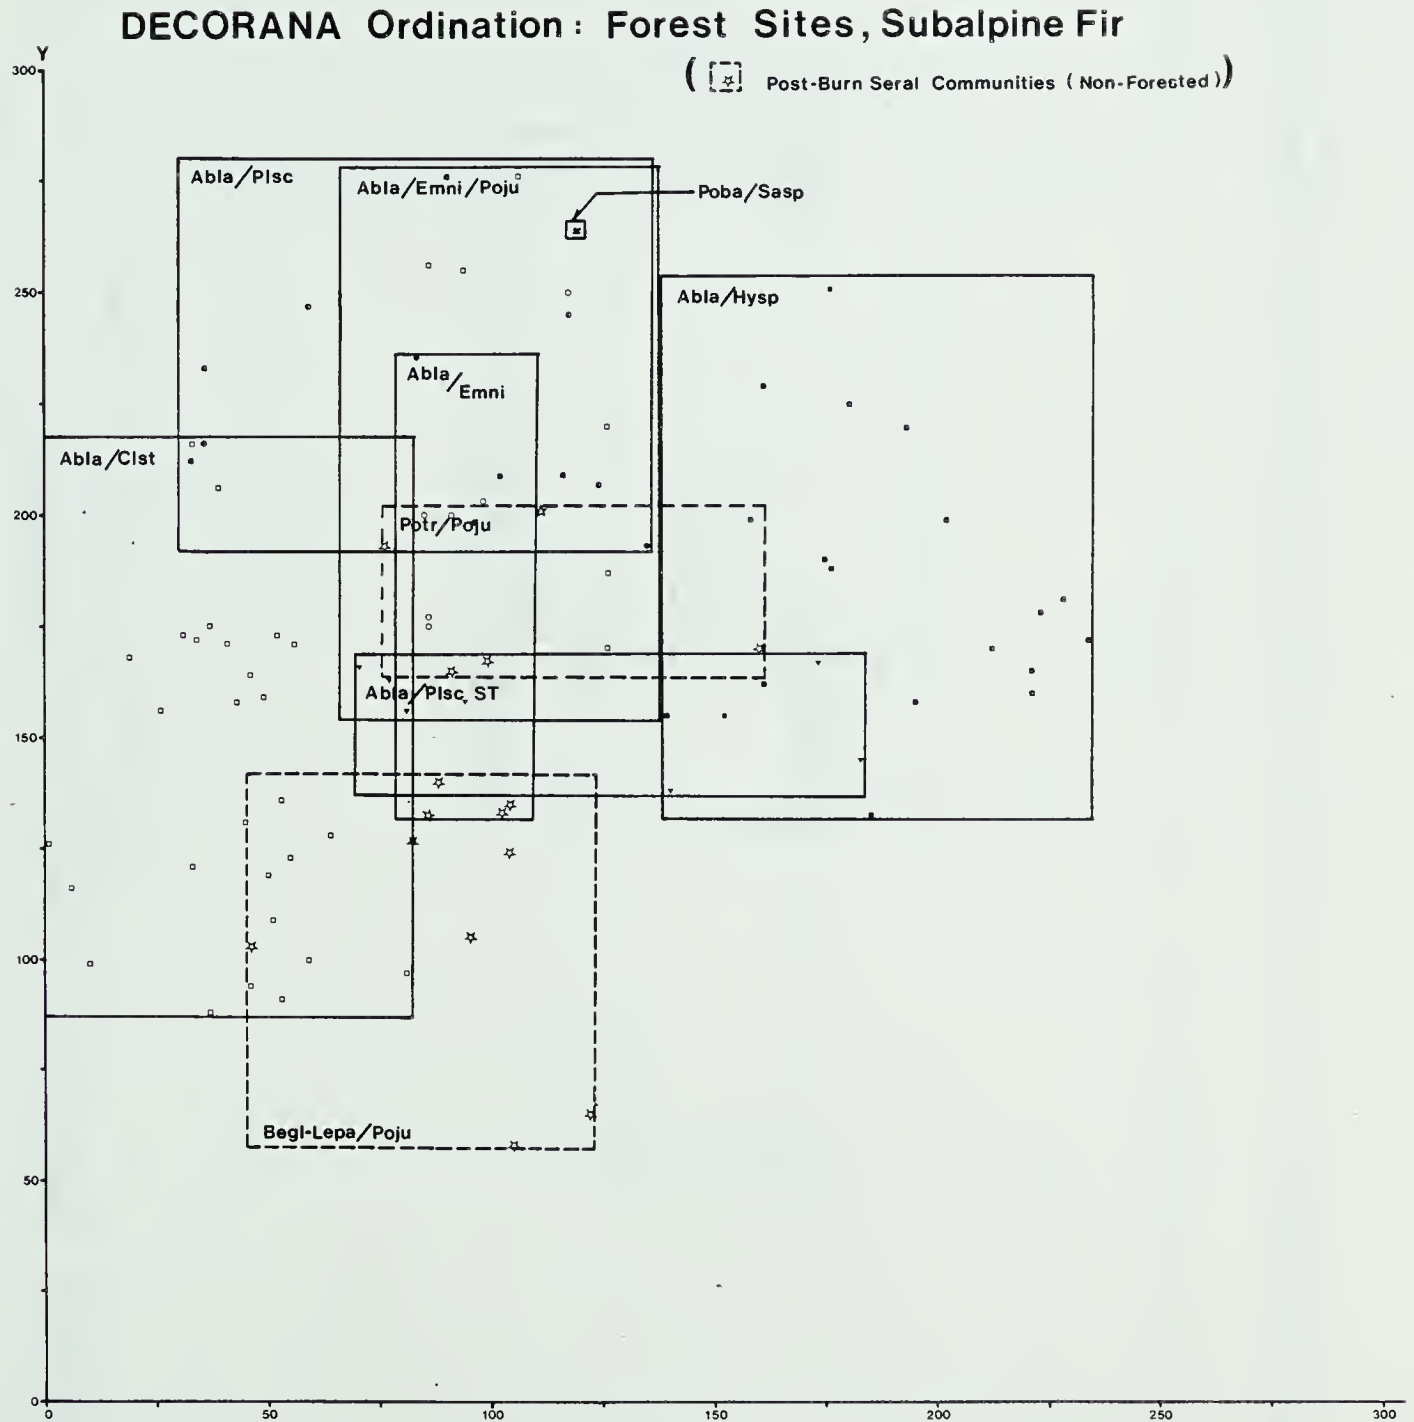 DECORANA Ordination: Forest Sites, Subalpine Fir
( Post-Burn Seral Communities (Non-Forested))
Y
300
Abla/Plsc
Abla/Emni/Poju
Poba/Sasp
250
Abla/Hysp
Abla/Emni
Abla/Clst
200
Potr/Poju
Abla/Plsc ST
150
100
Begl-Lepa/Poju
50
0
0 50 100 150 200 250 300